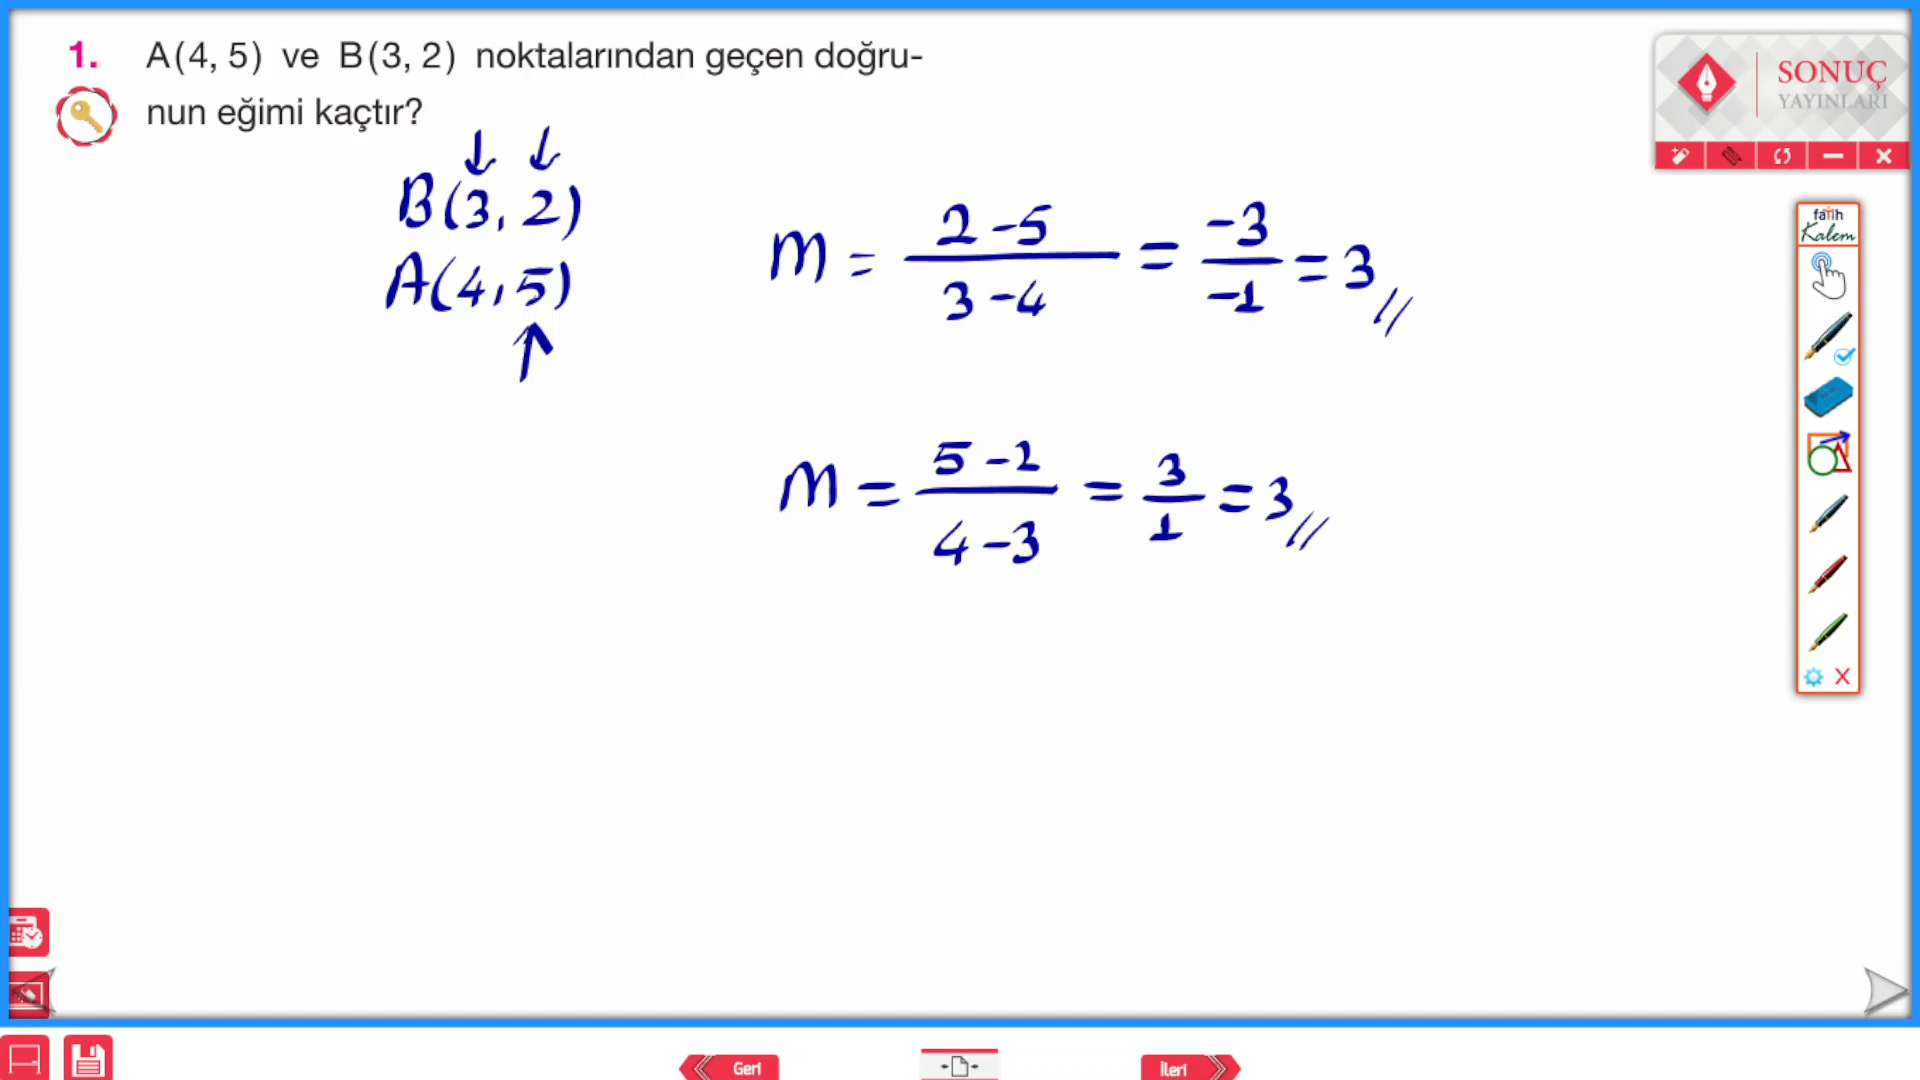 1. A(4, 5) ve B(3, 2) noktalarından geçen doğru-
nun eğimi kaçtır?
SONUÇ
YAYINLARI
B(3, 2)
A(4, 5)
m = 2 - 5 / 3 - 4 = -3 / -1 = 3 //
m = 5 - 2 / 4 - 3 = 3 / 1 = 3 //
fatih
Kalem
Geri
İleri